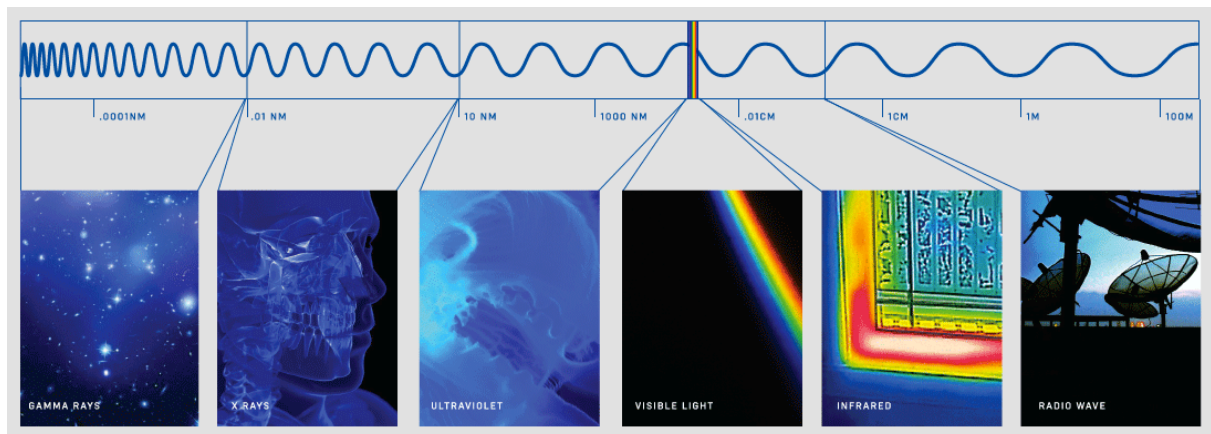 .0001NM
.01 NM
10 NM
1000 NM
.01CM
1CM
1M
100M
GAMMA RAYS
X.RAYS
ULTRAVIOLET
VISIBLE LIGHT
INFRARED
RADIO WAVE